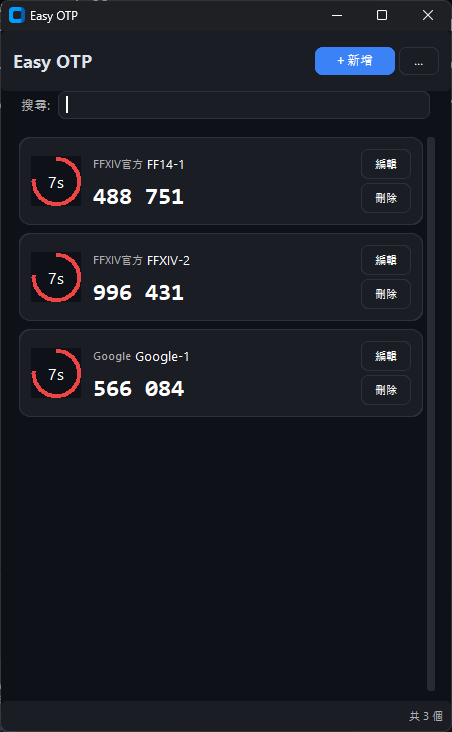 Easy OTP
Easy OTP
+ 新增
...
搜尋:
7s
FFXIV官方 FF14-1
488 751
編輯
刪除
7s
FFXIV官方 FFXIV-2
996 431
編輯
刪除
7s
Google Google-1
566 084
編輯
刪除
共 3 個